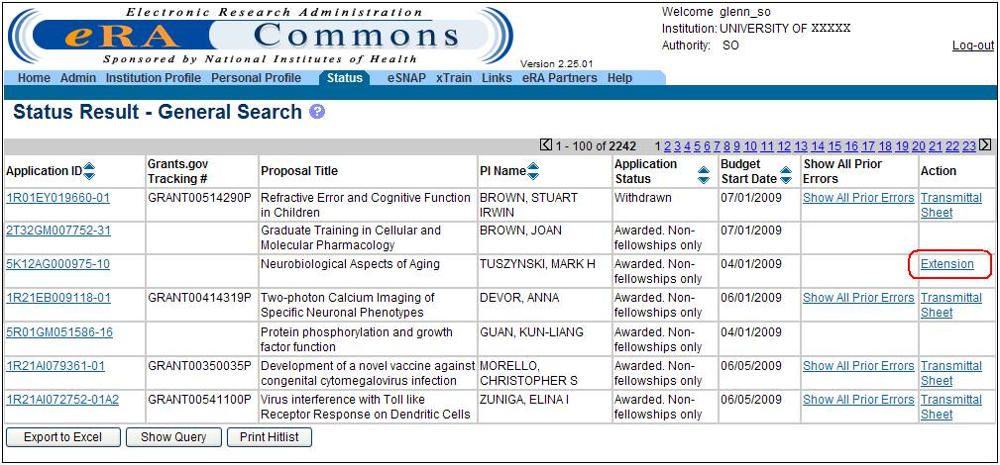 Electronic Research Administration
eRA Commons
Sponsored by National Institutes of Health
Version 2.25.01
Welcome glenn_so
Institution: UNIVERSITY OF XXXXX
Authority: SO
Log-out
Home Admin Institution Profile Personal Profile Status eSNAP xTrain Links eRA Partners Help
Status Result - General Search ?
1 - 100 of 2242 1 2 3 4 5 6 7 8 9 10 11 12 13 14 15 16 17 18 19 20 21 22 23
Application ID Grants.gov Tracking # Proposal Title PI Name Application Status Budget Start Date Show All Prior Errors Action
1R01EY019660-01 GRANT00514290P Refractive Error and Cognitive Function BROWN, STUART Withdrawn 07/01/2009 Show All Prior Errors Transmittal
in Children IRWIN Sheet
2T32GM007752-31 Graduate Training in Cellular and BROWN, JOAN Awarded. Non- 07/01/2009
Molecular Pharmacology fellowships only
5K12AG000975-10 Neurobiological Aspects of Aging TUSZYNSKI, MARK H Awarded. Non- 04/01/2009 Extension
fellowships only
1R21EB009118-01 GRANT00414319P Two-photon Calcium Imaging of DEVOR, ANNA Awarded. Non- 06/01/2009 Show All Prior Errors Transmittal
Specific Neuronal Phenotypes fellowships only Sheet
5R01GM051586-16 Protein phosphorylation and growth GUAN, KUN-LIANG Awarded. Non- 04/01/2009
factor function fellowships only
1R21AI079361-01 GRANT00350035P Development of a novel vaccine against MORELLO, Awarded. Non- 06/05/2009 Show All Prior Errors Transmittal
congenital cytomegalovirus infection CHRISTOPHER S fellowships only Sheet
1R21AI072752-01A2 GRANT00541100P Virus interference with Toll like ZUNIGA, ELINA I Awarded. Non- 06/05/2009 Show All Prior Errors Transmittal
Receptor Response on Dendritic Cells fellowships only Sheet
Export to Excel Show Query Print Hitlist